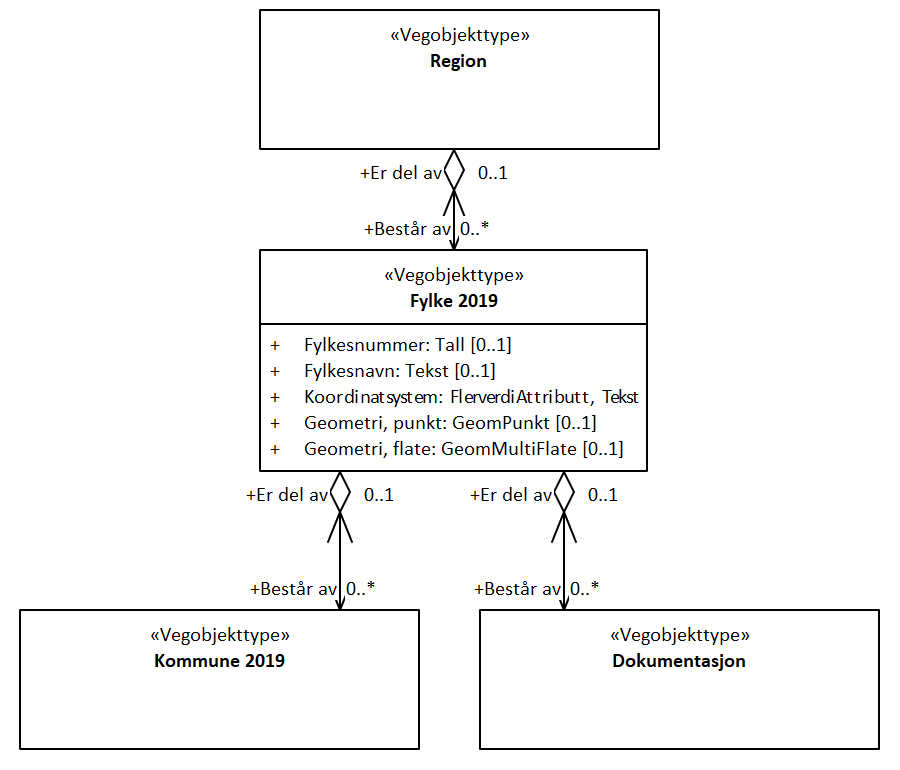 «Vegobjekttype»
Region
+Er del av 0..1
+Består av 0..*
«Vegobjekttype»
Fylke 2019
+ Fylkesnummer: Tall [0..1]
+ Fylkesnavn: Tekst [0..1]
+ Koordinatsystem: FlerverdiAttributt, Tekst
+ Geometri, punkt: GeomPunkt [0..1]
+ Geometri, flate: GeomMultiFlate [0..1]
+Er del av 0..1 +Er del av 0..1
+Består av 0..* +Består av 0..*
«Vegobjekttype» «Vegobjekttype»
Kommune 2019 Dokumentasjon